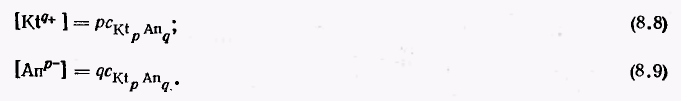 [Kt^{q+}] = pc_{Kt_p An_q}; (8.8)
[An^{p-}] = qc_{Kt_p An_q}. (8.9)